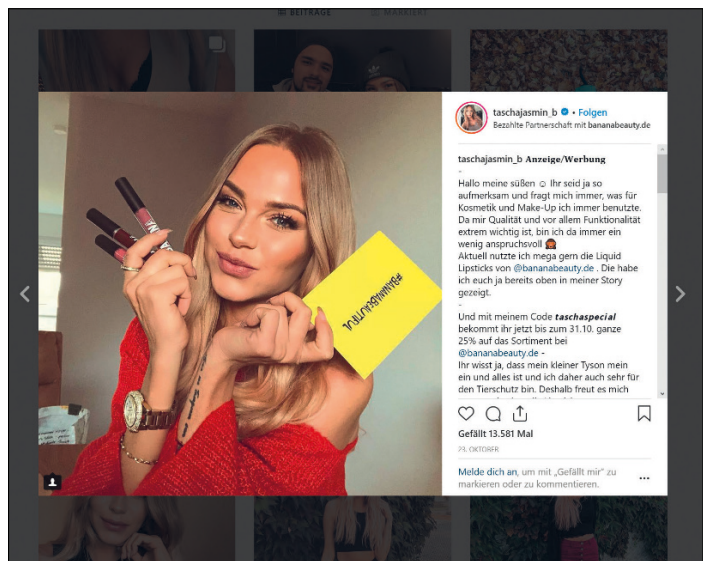 BEITRÄGE MARKIERT
taschajasmin_b • Folgen
Bezahlte Partnerschaft mit bananabeauty.de
taschajasmin_b Anzeige/Werbung
-
Hallo meine süßen ☺ Ihr seid ja so
aufmerksam und fragt mich immer, was für
Kosmetik und Make-Up ich immer benutzte.
Da mir Qualität und vor allem Funktionalität
extrem wichtig ist, bin ich da immer ein
wenig anspruchsvoll 🙈
Aktuell nutzte ich mega gern die Liquid
Lipsticks von @bananabeauty.de . Die habe
ich euch ja bereits oben in meiner Story
gezeigt.
-
Und mit meinem Code taschaspecial
bekommt ihr jetzt bis zum 31.10. ganze
25% auf das Sortiment bei
@bananabeauty.de -
Ihr wisst ja, dass mein kleiner Tyson mein
ein und alles ist und ich daher auch sehr für
den Tierschutz bin. Deshalb freut es mich
Gefällt 13.581 Mal
23. OKTOBER
Melde dich an, um mit „Gefällt mir“ zu
markieren oder zu kommentieren.
#BANANABEAUTIFUL